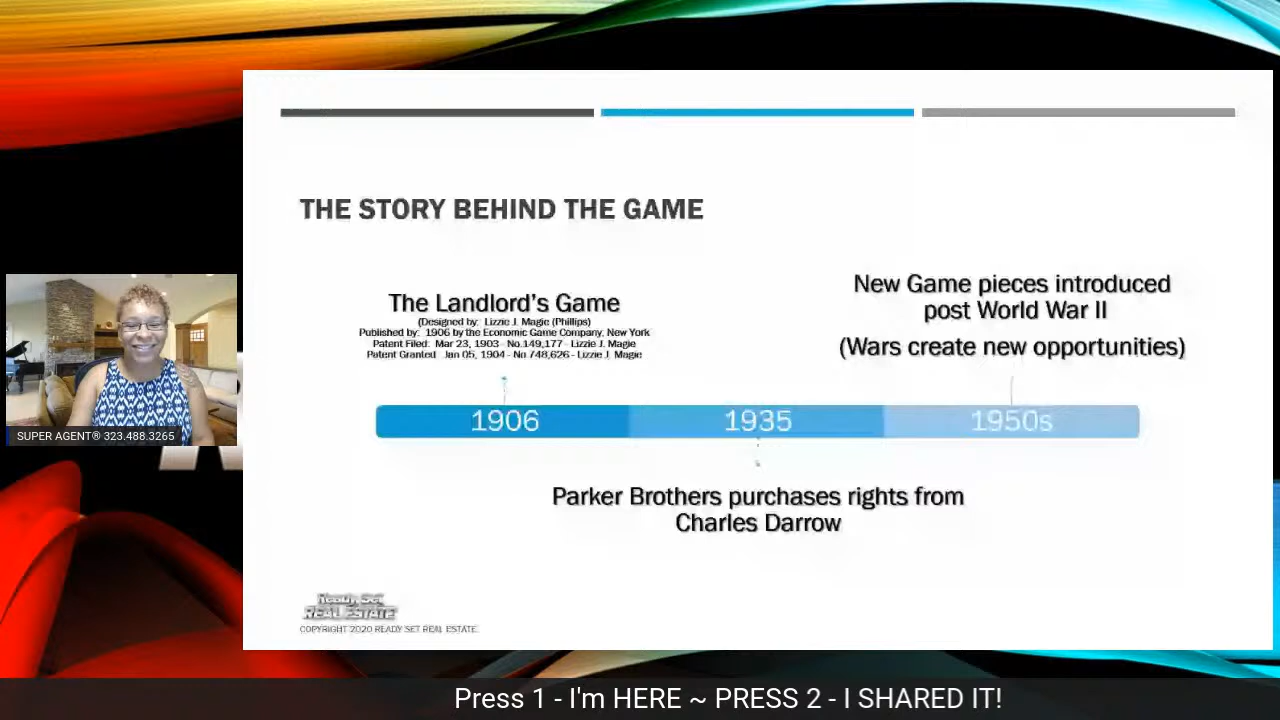 THE STORY BEHIND THE GAME
The Landlord's Game
(Designed by: Lizzie J. Magie (Phillips)
Published by: 1906 by the Economic Game Company, New York
Patent Filed: Mar 23, 1903 - No.149,177 - Lizzie J. Magie
Patent Granted Jan 05, 1904 - No 748,626 - Lizzie J. Magie
New Game pieces introduced
post World War II
(Wars create new opportunities)
1906
1935
1950s
Parker Brothers purchases rights from
Charles Darrow
SUPER AGENT® 323.488.3265
Ready Set
REAL ESTATE
COPYRIGHT 2020 READY SET REAL ESTATE.
Press 1 - I'm HERE ~ PRESS 2 - I SHARED IT!